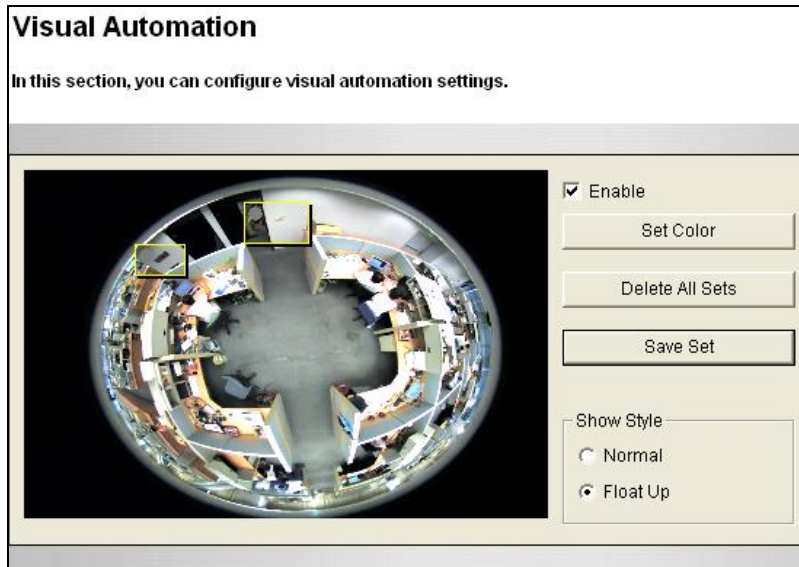 Visual Automation
In this section, you can configure visual automation settings.
Enable
Set Color
Delete All Sets
Save Set
Show Style
Normal
Float Up